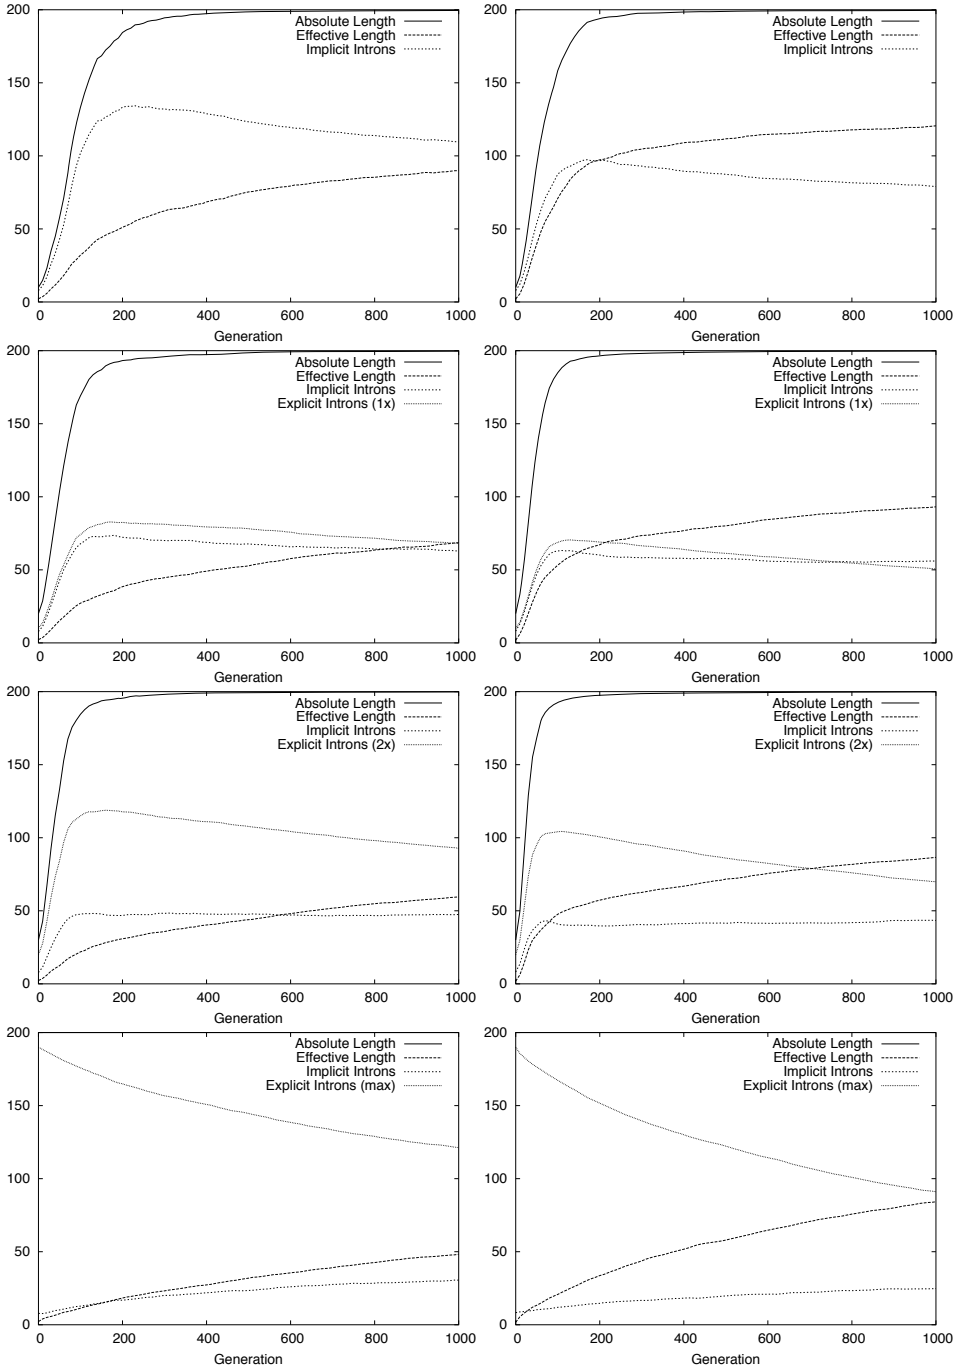 200
150
100
50
0
0 200 400 600 800 1000
Generation
Absolute Length
Effective Length
Implicit Introns
200
150
100
50
0
0 200 400 600 800 1000
Generation
Absolute Length
Effective Length
Implicit Introns
200
150
100
50
0
0 200 400 600 800 1000
Generation
Absolute Length
Effective Length
Implicit Introns
Explicit Introns (1x)
200
150
100
50
0
0 200 400 600 800 1000
Generation
Absolute Length
Effective Length
Implicit Introns
Explicit Introns (1x)
200
150
100
50
0
0 200 400 600 800 1000
Generation
Absolute Length
Effective Length
Implicit Introns
Explicit Introns (2x)
200
150
100
50
0
0 200 400 600 800 1000
Generation
Absolute Length
Effective Length
Implicit Introns
Explicit Introns (2x)
200
150
100
50
0
0 200 400 600 800 1000
Generation
Absolute Length
Effective Length
Implicit Introns
Explicit Introns (max)
200
150
100
50
0
0 200 400 600 800 1000
Generation
Absolute Length
Effective Length
Implicit Introns
Explicit Introns (max)